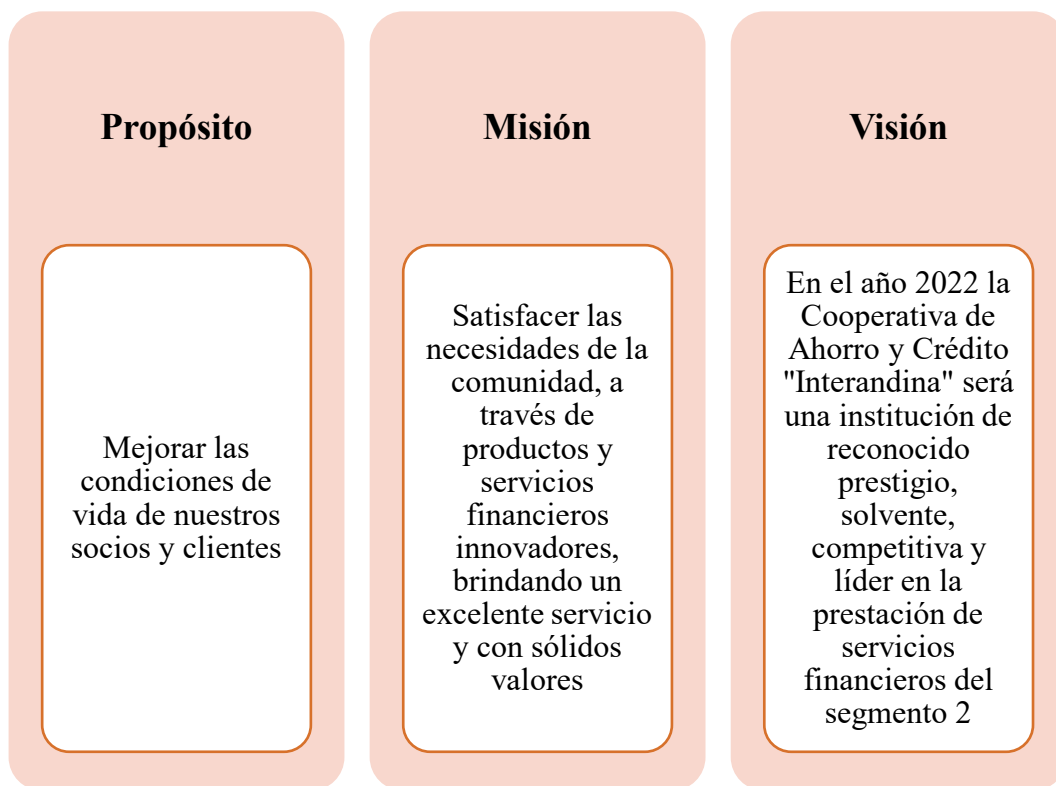 Propósito
Mejorar las
condiciones de
vida de nuestros
socios y clientes
Misión
Satisfacer las
necesidades de la
comunidad, a
través de
productos y
servicios
financieros
innovadores,
brindando un
excelente servicio
y con sólidos
valores
Visión
En el año 2022 la
Cooperativa de
Ahorro y Crédito
"Interandina" será
una institución de
reconocido
prestigio,
solvente,
competitiva y
líder en la
prestación de
servicios
financieros del
segmento 2